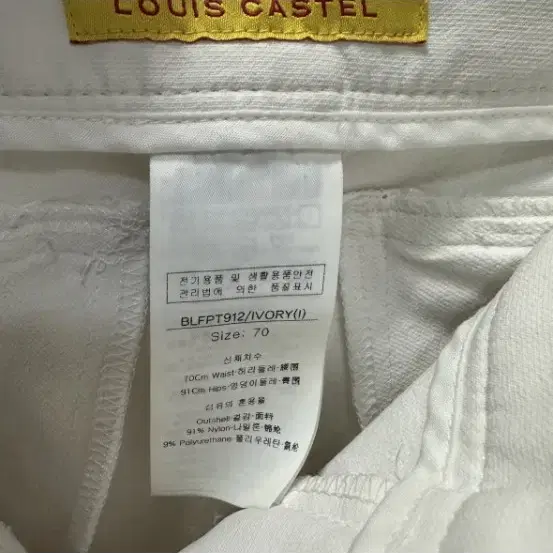 LOUIS CASTEL
전기용품 및 생활용품안전
관리법에 의한 품질표시
BLFPT912/IVORY(I)
Size: 70
신체치수
70Cm Waist-허리둘레-腰围
91Cm Hips-엉덩이둘레-臀围
섬유의 혼용율
Outshell-겉감-面料
91% Nylon-나일론-锦纶
9% Polyurethane-폴리우레탄-氨纶